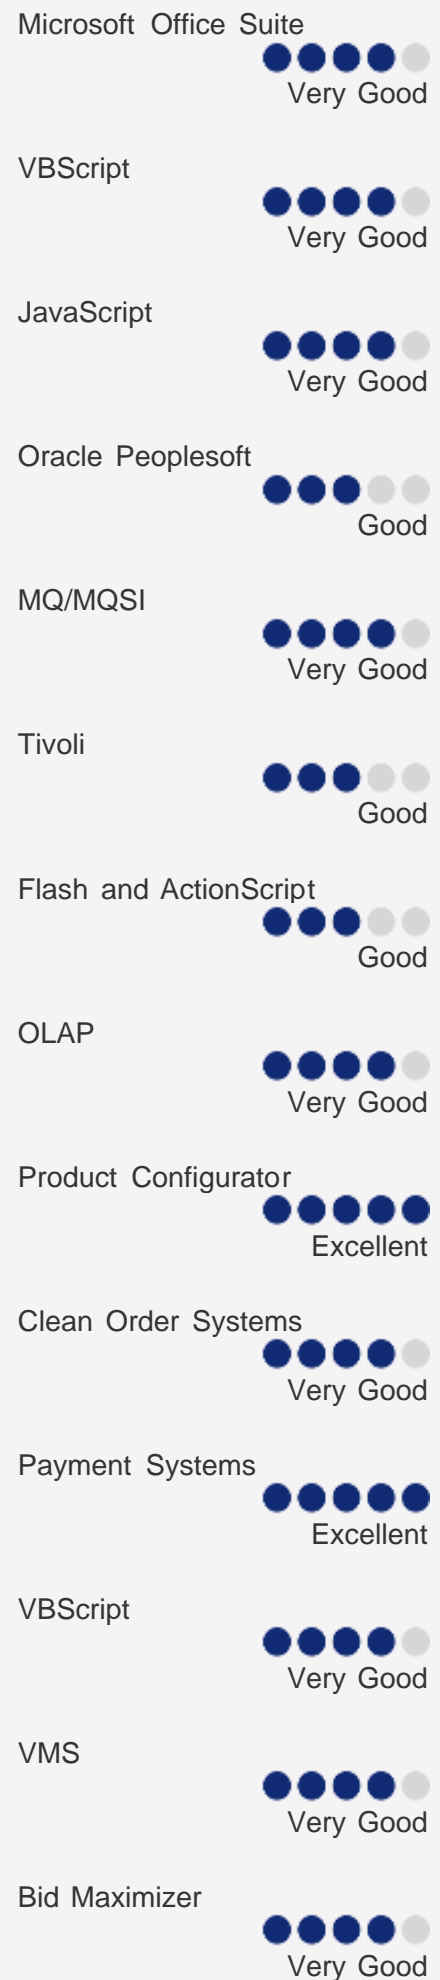 Microsoft Office Suite
Very Good
VBScript
Very Good
JavaScript
Very Good
Oracle Peoplesoft
Good
MQ/MQSI
Very Good
Tivoli
Good
Flash and ActionScript
Good
OLAP
Very Good
Product Configurator
Excellent
Clean Order Systems
Very Good
Payment Systems
Excellent
VBScript
Very Good
VMS
Very Good
Bid Maximizer
Very Good